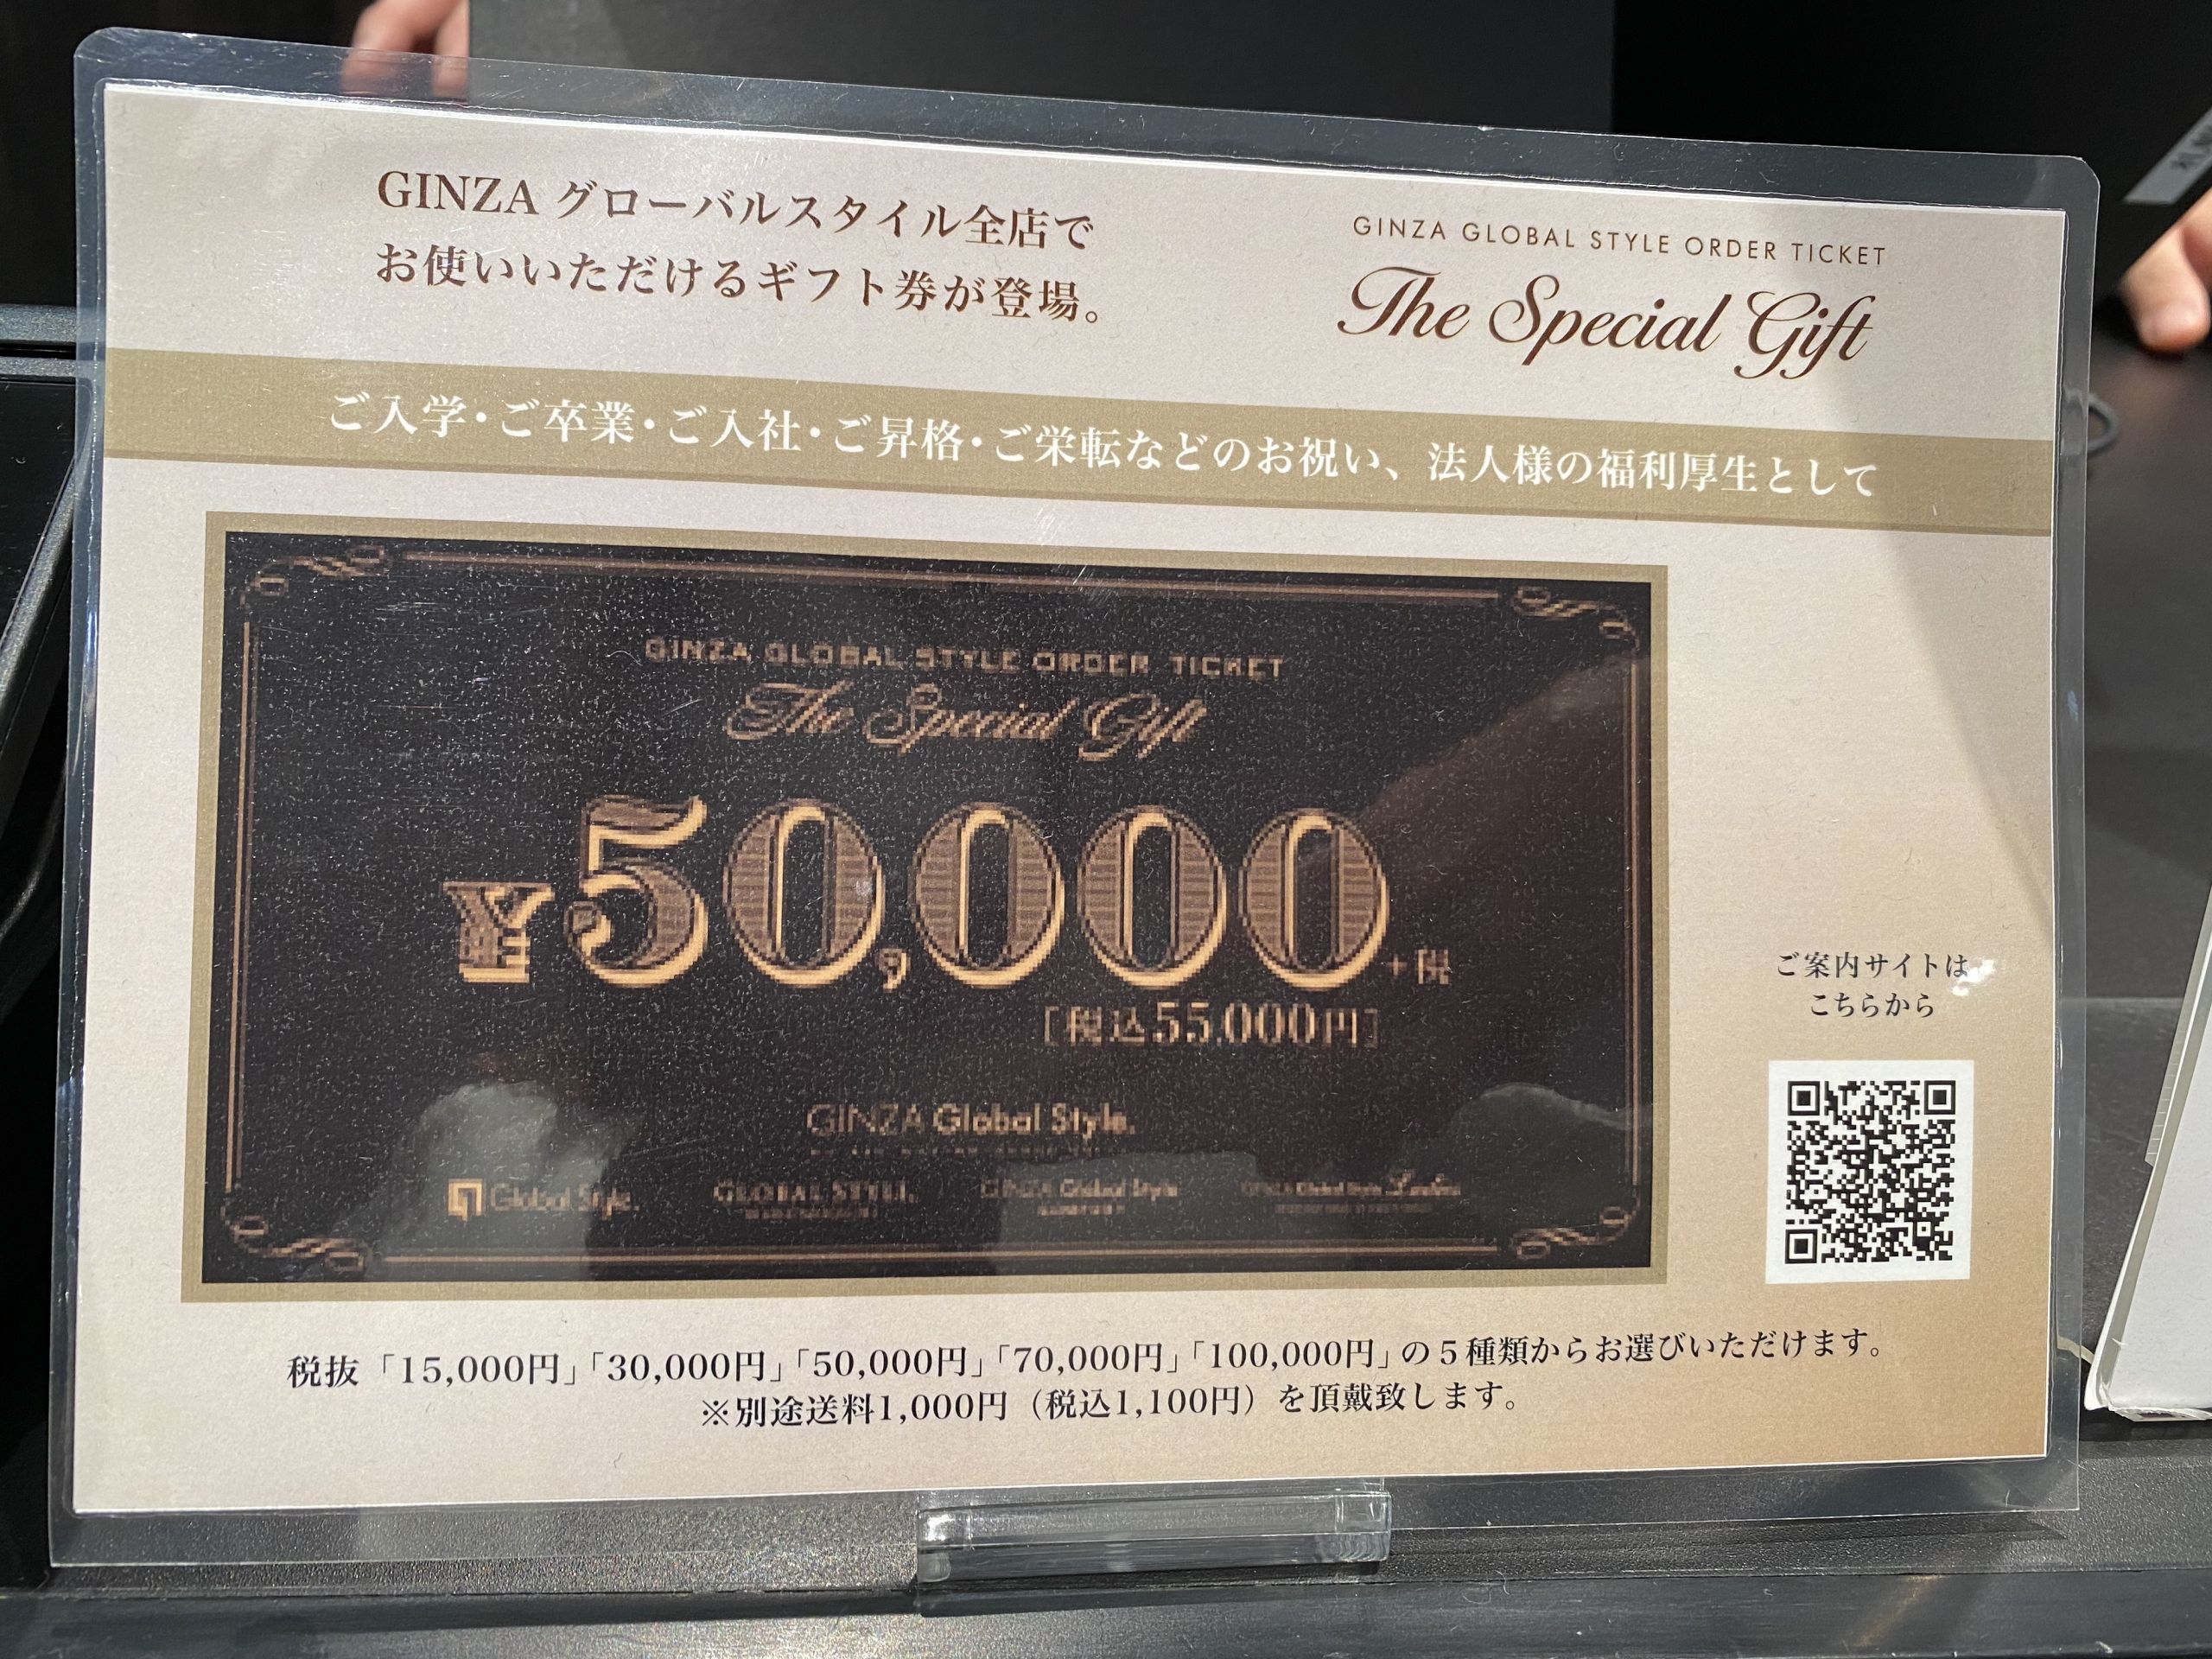 GINZA グローバルスタイル全店で
お使いいただけるギフト券が登場。
GINZA GLOBAL STYLE ORDER TICKET
The Special Gift
ご入学・ご卒業・ご入社・ご昇格・ご栄転などのお祝い、法人様の福利厚生として
GINZA GLOBAL STYLE ORDER TICKET
The Special Gift
¥50,000+税
[税込55,000円]
GINZA Global Style.
Global Style.
GLOBAL STYLE.
GINZA Global Style
GINZA Global Style London
ご案内サイトは
こちらから
税抜「15,000円」「30,000円」「50,000円」「70,000円」「100,000円」の5種類からお選びいただけます。
※別途送料1,000円（税込1,100円）を頂戴致します。